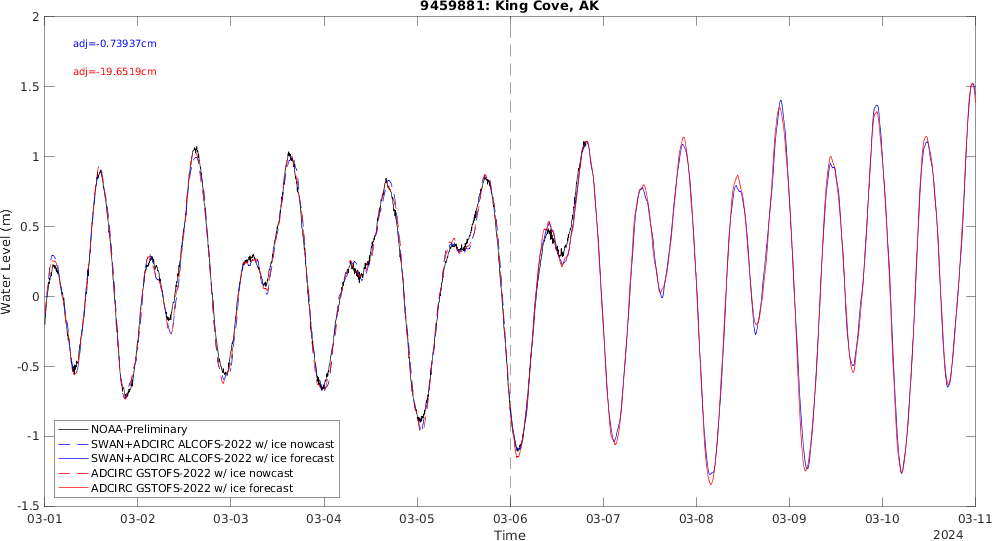 9459881: King Cove, AK
adj=-0.73937cm
adj=-19.6519cm
Water Level (m)
2
1.5
1
0.5
0
-0.5
-1
-1.5
NOAA-Preliminary
SWAN+ADCIRC ALCOFS-2022 w/ ice nowcast
SWAN+ADCIRC ALCOFS-2022 w/ ice forecast
ADCIRC GSTOFS-2022 w/ ice nowcast
ADCIRC GSTOFS-2022 w/ ice forecast
03-01 03-02 03-03 03-04 03-05 03-06 03-07 03-08 03-09 03-10 03-11
Time
2024